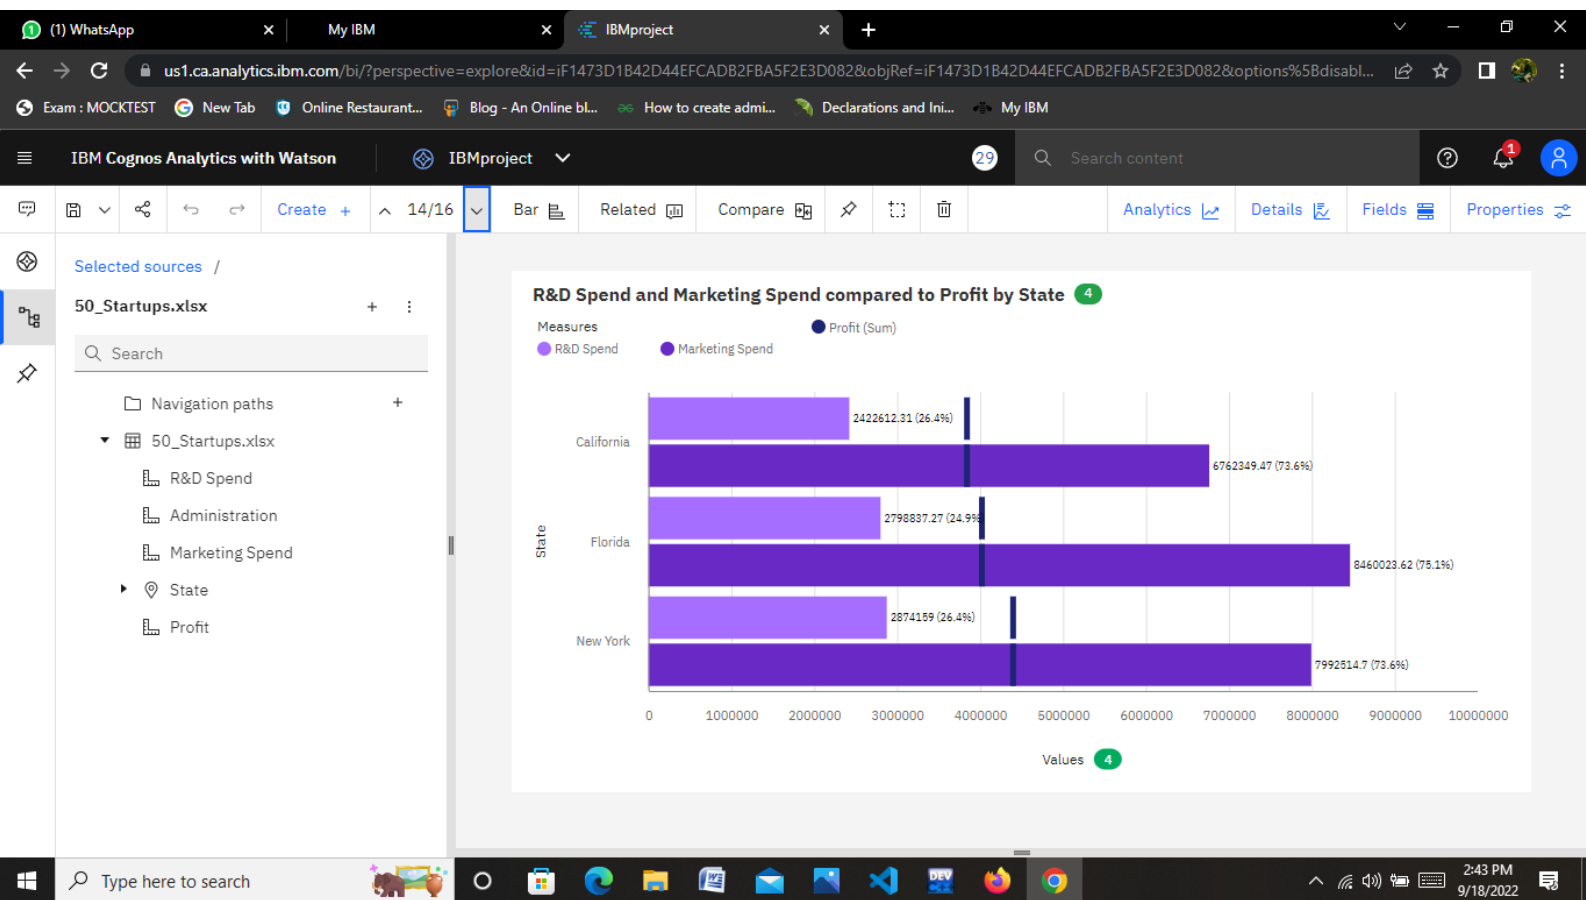 (1) WhatsApp
My IBM
IBMproject
us1.ca.analytics.ibm.com/bi/?perspective=explore&id=iF1473D1B42D44EFCADB2FBA5F2E3D082&objRef=iF1473D1B42D44EFCADB2FBA5F2E3D082&options%5Bdisabl...
Exam : MOCKTEST New Tab Online Restaurant... Blog - An Online bl... How to create admi... Declarations and Ini... My IBM
IBM Cognos Analytics with Watson IBMproject 29 Search content 1
Create + 14/16 Bar Related Compare Analytics Details Fields Properties
Selected sources /
50_Startups.xlsx
Search
Navigation paths
50_Startups.xlsx
R&D Spend
Administration
Marketing Spend
State
Profit
R&D Spend and Marketing Spend compared to Profit by State 4
Measures
Profit (Sum)
R&D Spend Marketing Spend
State
California
2422612.31 (26.4%)
6762349.47 (73.6%)
Florida
2798837.27 (24.9%
8460023.62 (75.1%)
New York
2874159 (26.4%)
7992514.7 (73.6%)
0 1000000 2000000 3000000 4000000 5000000 6000000 7000000 8000000 9000000 10000000
Values 4
Type here to search
DEV
2:43 PM
9/18/2022